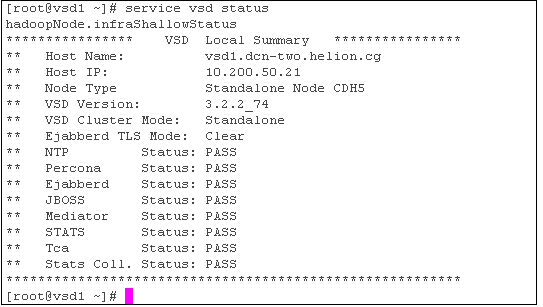 [root@vsd1 ~]# service vsd status
hadoopNode.infraShallowStatus
*************** VSD Local Summary ***************
** Host Name: vsd1.dcn-two.helion.cg
** Host IP: 10.200.50.21
** Node Type Standalone Node CDH5
** VSD Version: 3.2.2_74
** VSD Cluster Mode: Standalone
** Ejabberd TLS Mode: Clear
** NTP Status: PASS
** Percona Status: PASS
** Ejabberd Status: PASS
** JBOSS Status: PASS
** Mediator Status: PASS
** STATS Status: PASS
** Tca Status: PASS
** Stats Coll. Status: PASS
*********************************************************
[root@vsd1 ~]#